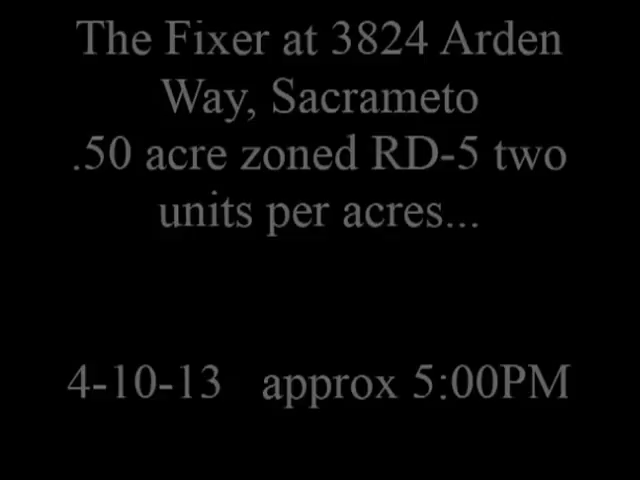 The Fixer at 3824 Arden
Way, Sacrameto
.50 acre zoned RD-5 two
units per acres...
4-10-13 approx 5:00PM